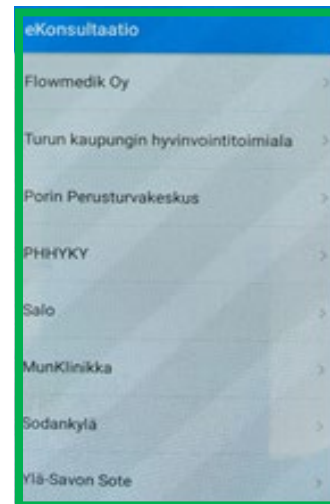 eKonsultaatio
Flowmedik Oy
Turun kaupungin hyvinvointitoimiala
Porin Perusturvakeskus
PHHYKY
Salo
MunKlinikka
Sodankylä
Ylä-Savon Sote